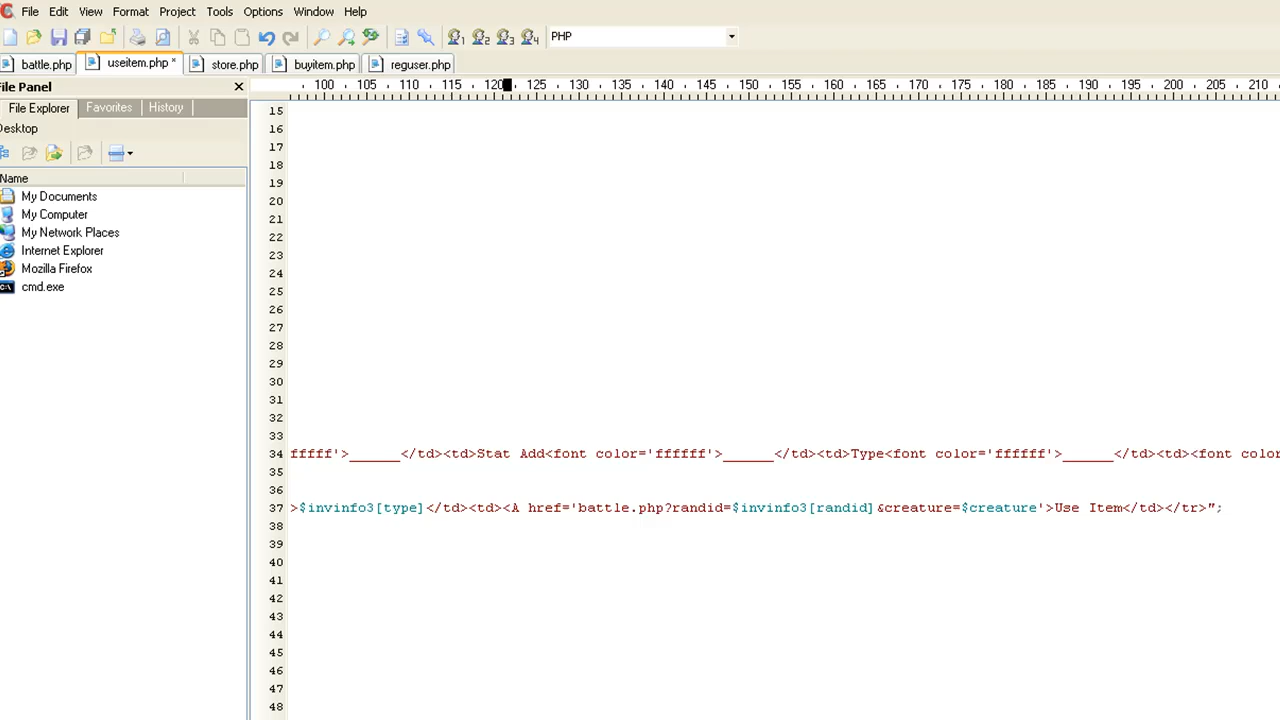 File Edit View Format Project Tools Options Window Help
1 2 3 4 PHP
battle.php useitem.php * store.php buyitem.php reguser.php
File Panel
File Explorer Favorites History
Desktop
Name
My Documents
My Computer
My Network Places
Internet Explorer
Mozilla Firefox
cmd.exe
100 105 110 115 120 125 130 135 140 145 150 155 160 165 170 175 180 185 190 195 200 205 210
15
16
17
18
19
20
21
22
23
24
25
26
27
28
29
30
31
32
33
34 fffff'>______</td><td>Stat Add<font color='ffffff'>______</td><td>Type<font color='ffffff'>______</td><td><font color
35
36
37 >$invinfo3[type]</td><td><A href='battle.php?randid=$invinfo3[randid]&creature=$creature'>Use Item</td></tr>";
38
39
40
41
42
43
44
45
46
47
48